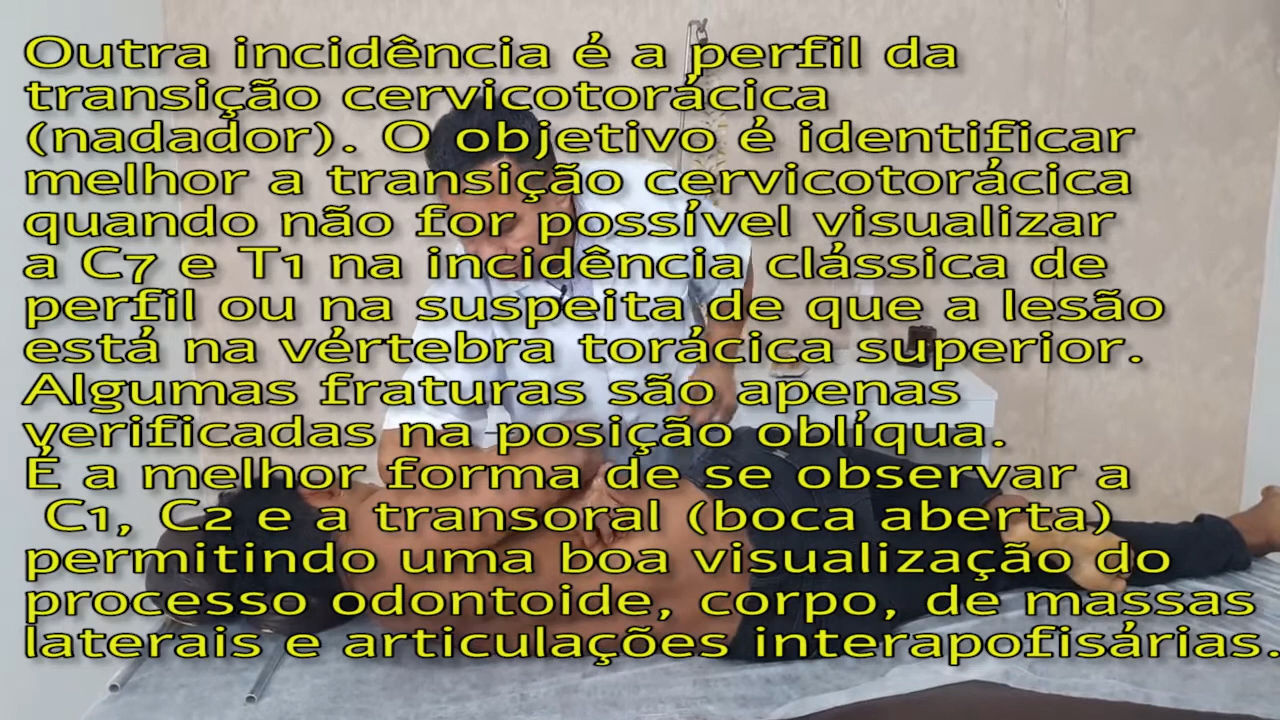 Outra incidência é a perfil da
transição cervicotorácica
(nadador). O objetivo é identificar
melhor a transição cervicotorácica
quando não for possível visualizar
a C7 e T1 na incidência clássica de
perfil ou na suspeita de que a lesão
está na vértebra torácica superior.
Algumas fraturas são apenas
verificadas na posição oblíqua.
É a melhor forma de se observar a
C1, C2 e a transoral (boca aberta)
permitindo uma boa visualização do
processo odontoide, corpo, de massas
laterais e articulações interapofisárias.